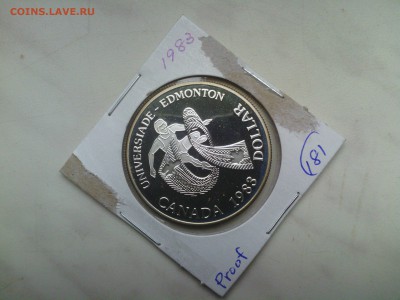 COINS.LAVE.RU
1983
UNIVERSIADE - EDMONTON
DOLLAR
CANADA 1983
181
Proof